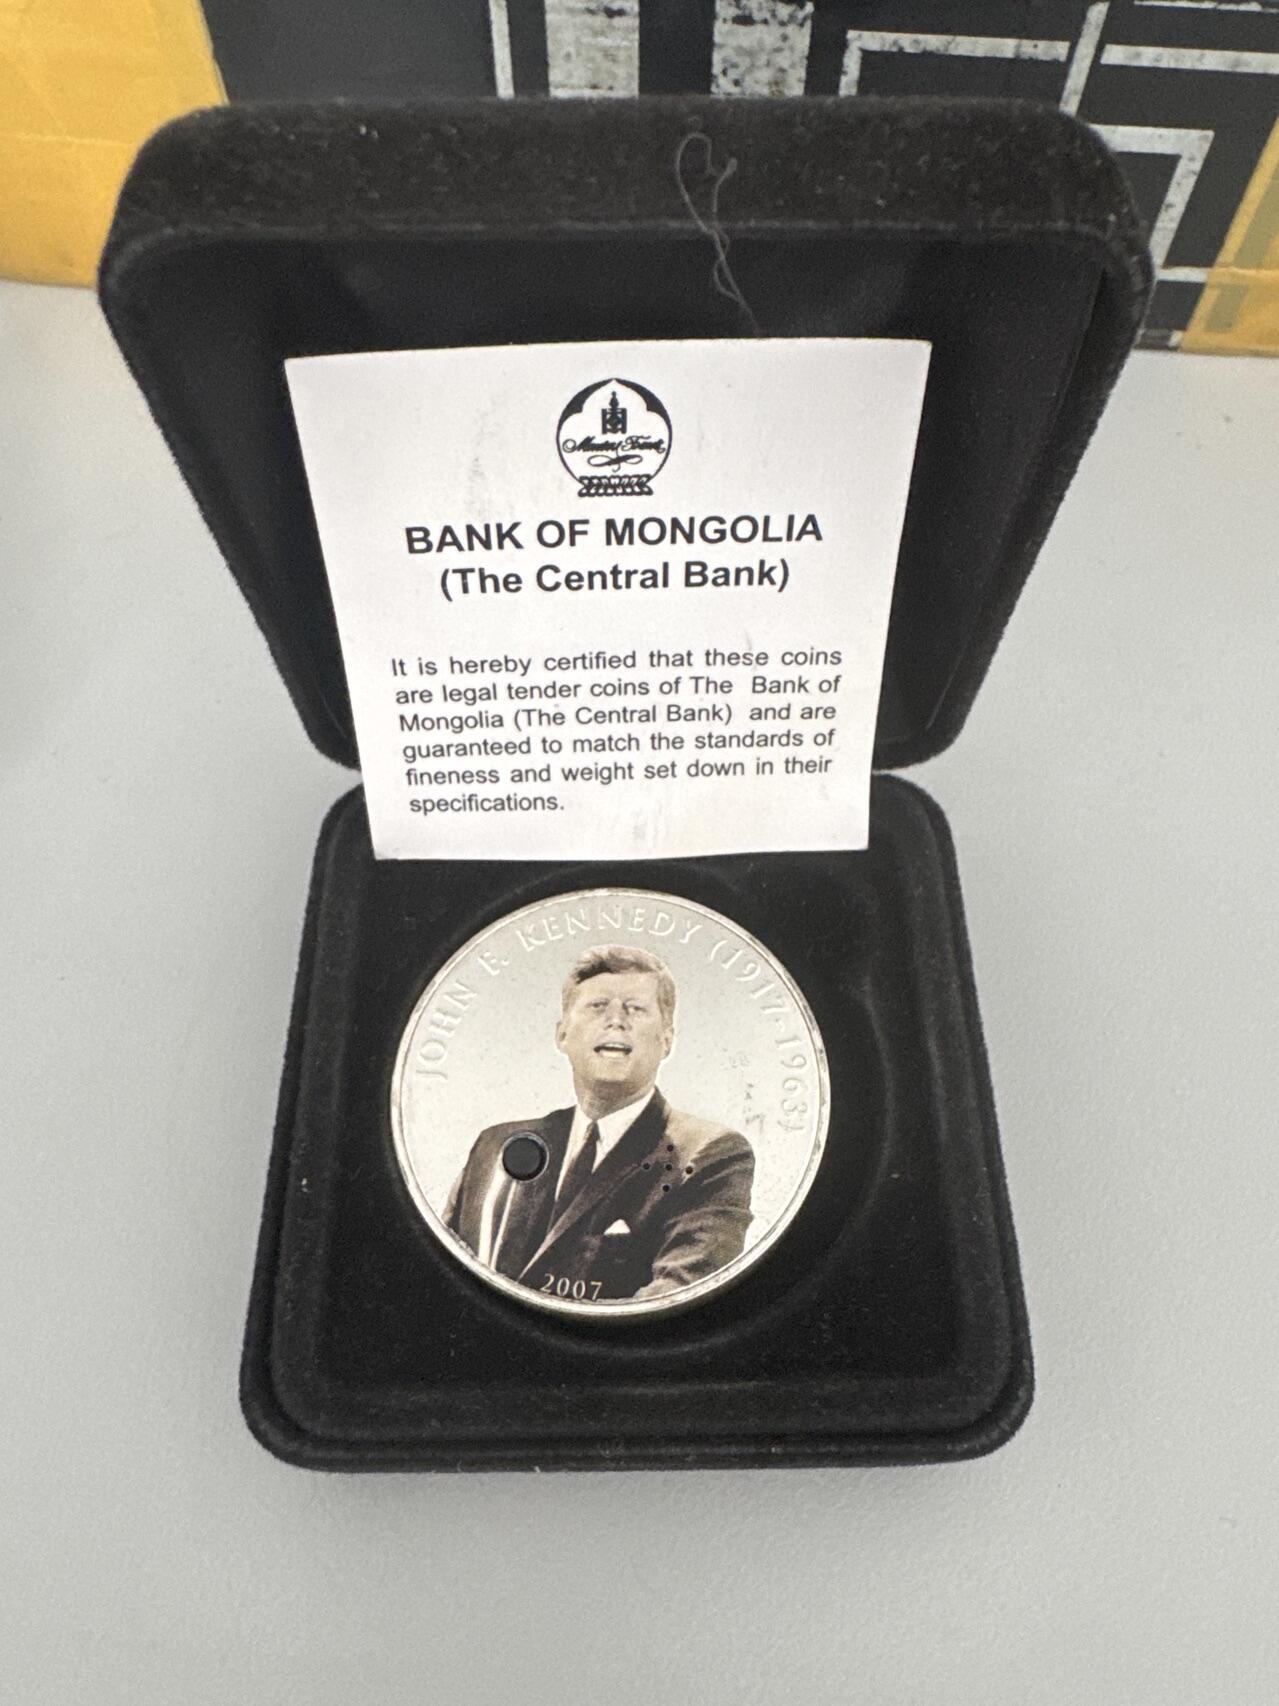 BANK OF MONGOLIA
(The Central Bank)
It is hereby certified that these coins
are legal tender coins of The Bank of
Mongolia (The Central Bank) and are
guaranteed to match the standards of
fineness and weight set down in their
specifications.
JOHN F. KENNEDY (1917-1963)
2007